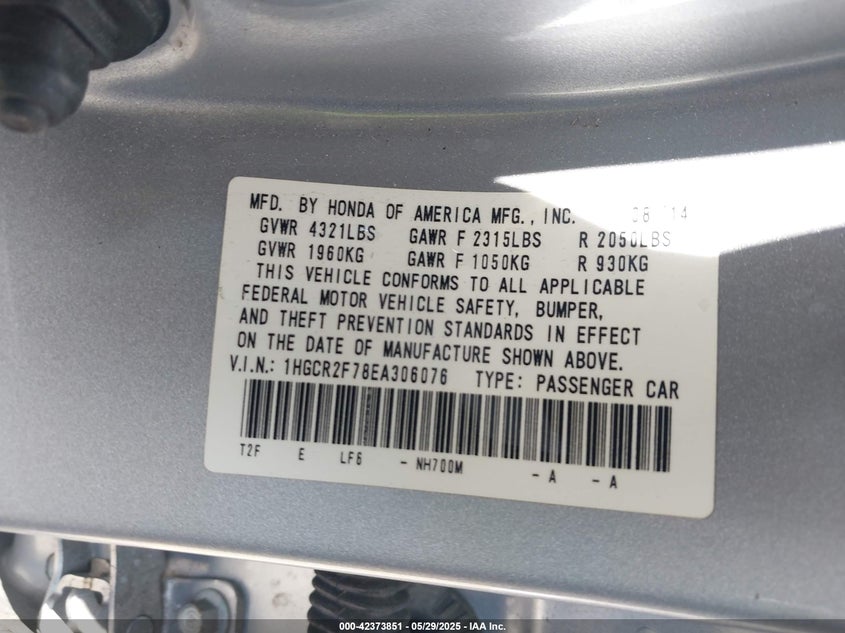 MFD. BY HONDA OF AMERICA MFG., INC. 08 14
GVWR 4321LBS GAWR F 2315LBS R 2050LBS
GVWR 1960KG GAWR F 1050KG R 930KG
THIS VEHICLE CONFORMS TO ALL APPLICABLE
FEDERAL MOTOR VEHICLE SAFETY, BUMPER,
AND THEFT PREVENTION STANDARDS IN EFFECT
ON THE DATE OF MANUFACTURE SHOWN ABOVE.
V.I.N.: 1HGCR2F78EA306076 TYPE: PASSENGER CAR
T2F E LF6 - NH700M - A - A
000-42373851 - 05/29/2025 - IAA Inc.